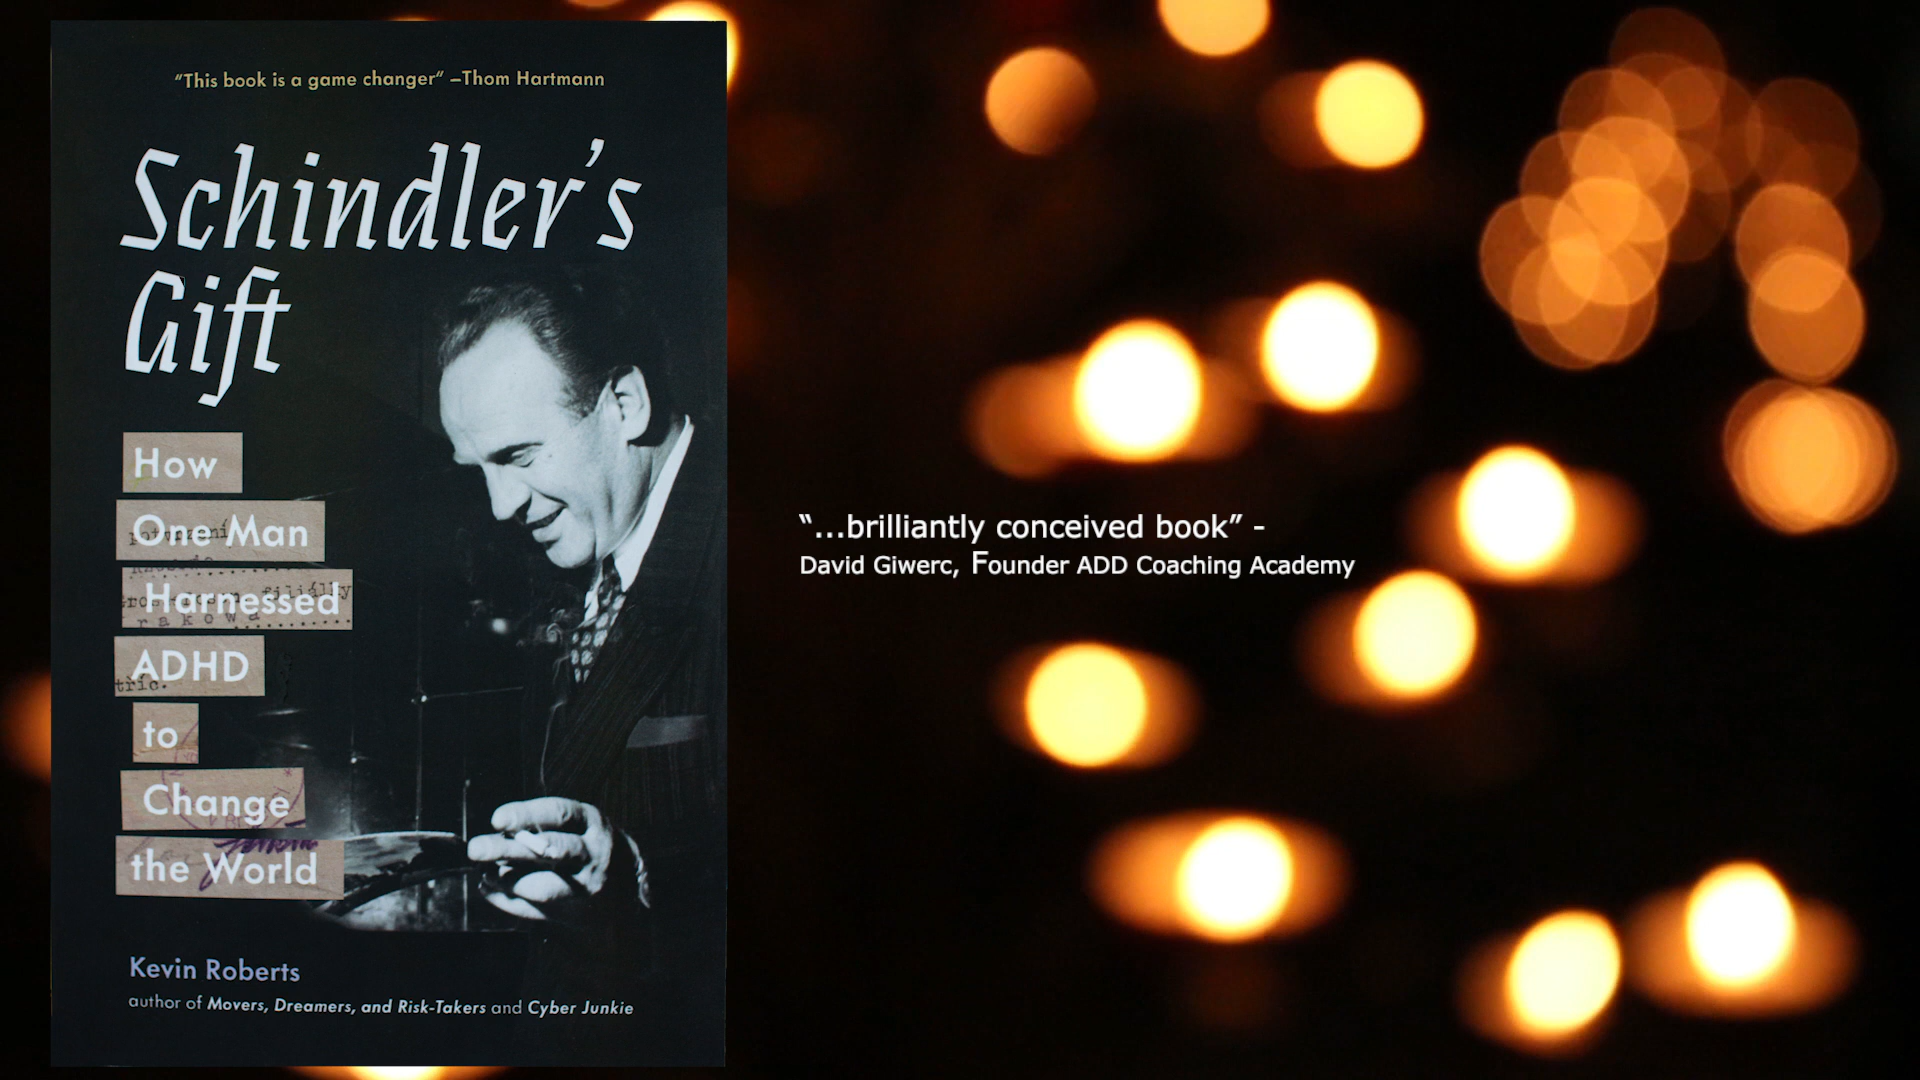 “This book is a game changer“ –Thom Hartmann
Schindler's
Gift
How
One Man
Harnessed
ADHD
to
Change
the World
Kevin Roberts
author of Movers, Dreamers, and Risk-Takers and Cyber Junkie
“...brilliantly conceived book” -
David Giwerc, Founder ADD Coaching Academy